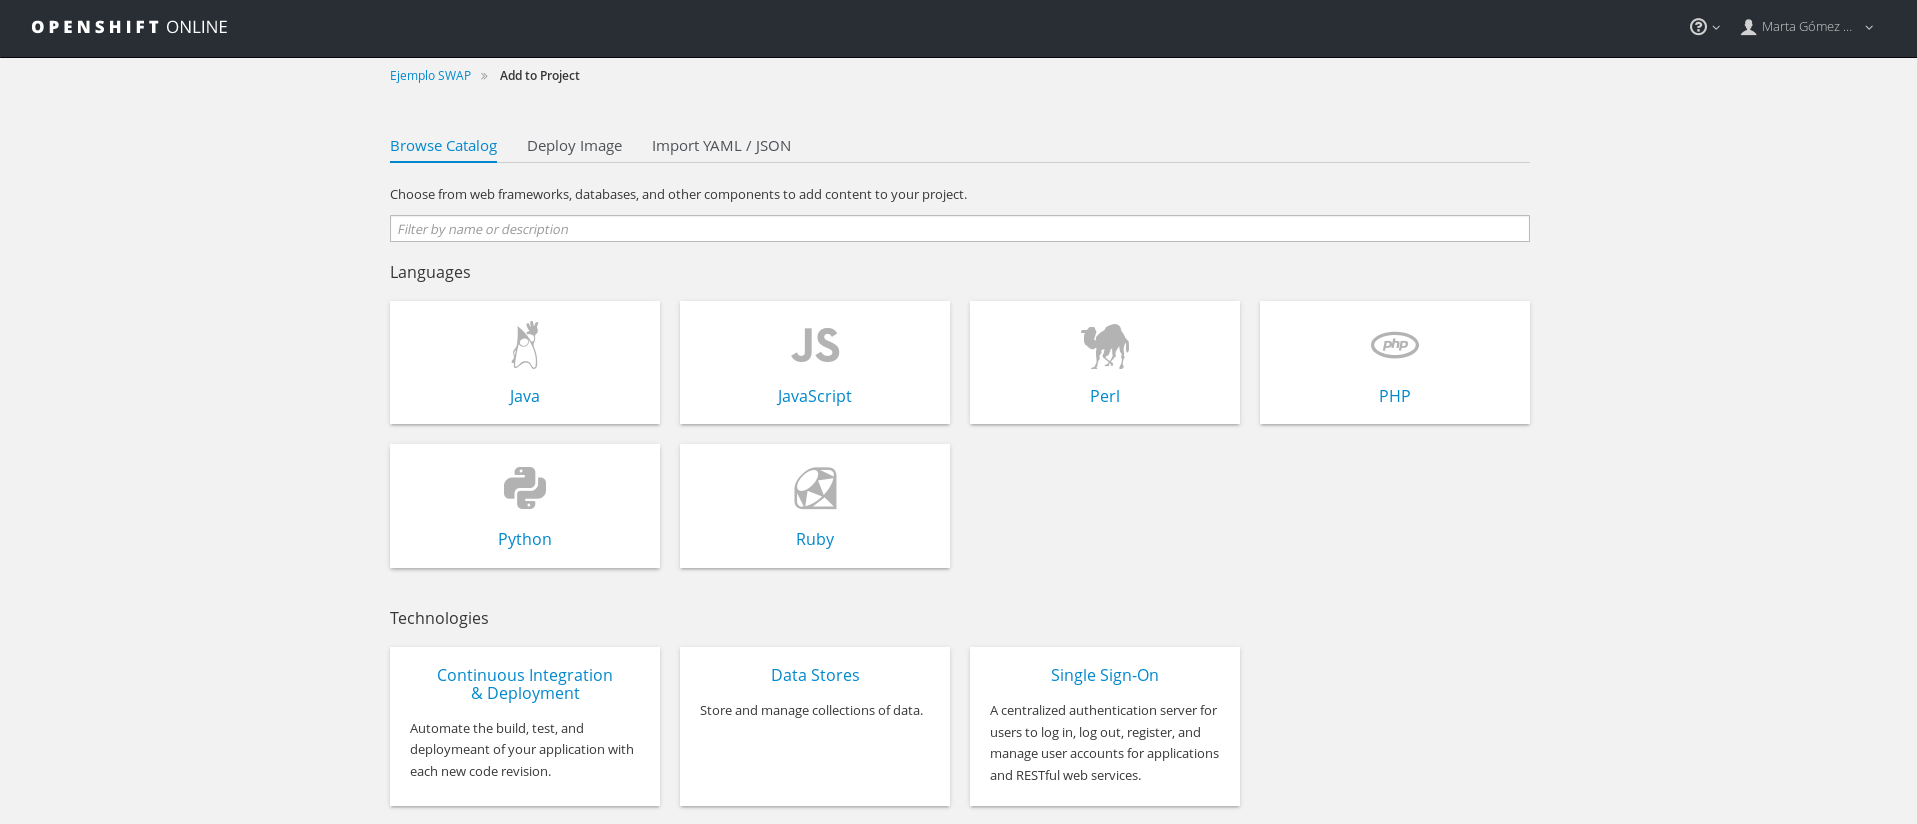 OPENSHIFT ONLINE
Marta Gómez ...
Ejemplo SWAP » Add to Project
Browse Catalog Deploy Image Import YAML / JSON
Choose from web frameworks, databases, and other components to add content to your project.
Filter by name or description
Languages
JS
php
Java JavaScript Perl PHP
Python Ruby
Technologies
Continuous Integration
& Deployment
Automate the build, test, and
deploymeant of your application with
each new code revision.
Data Stores
Store and manage collections of data.
Single Sign-On
A centralized authentication server for
users to log in, log out, register, and
manage user accounts for applications
and RESTful web services.